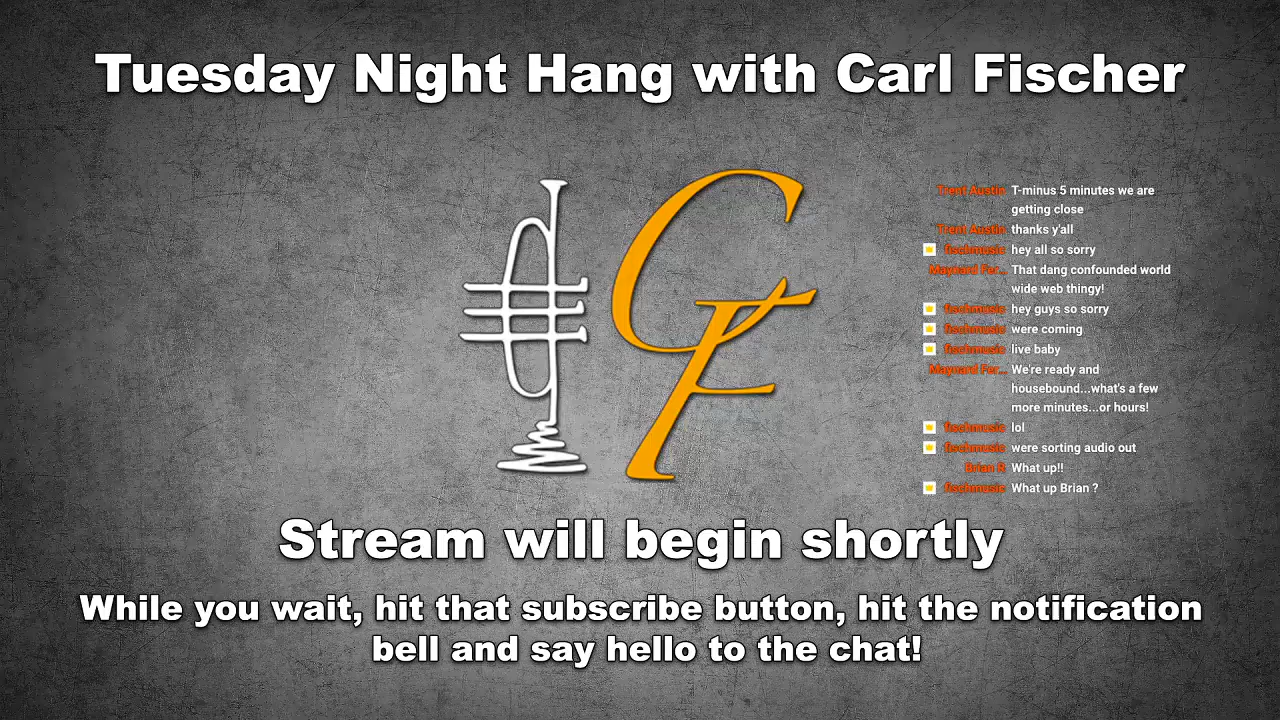 Tuesday Night Hang with Carl Fischer
CF
Trent Austin T-minus 5 minutes we are
getting close
Trent Austin thanks y'all
fischmusic hey all so sorry
Maynard Fer... That dang confounded world
wide web thingy!
fischmusic hey guys so sorry
fischmusic were coming
fischmusic live baby
Maynard Fer... We're ready and
housebound...what's a few
more minutes...or hours!
fischmusic lol
fischmusic were sorting audio out
Brian R What up!!
fischmusic What up Brian ?
Stream will begin shortly
While you wait, hit that subscribe button, hit the notification
bell and say hello to the chat!